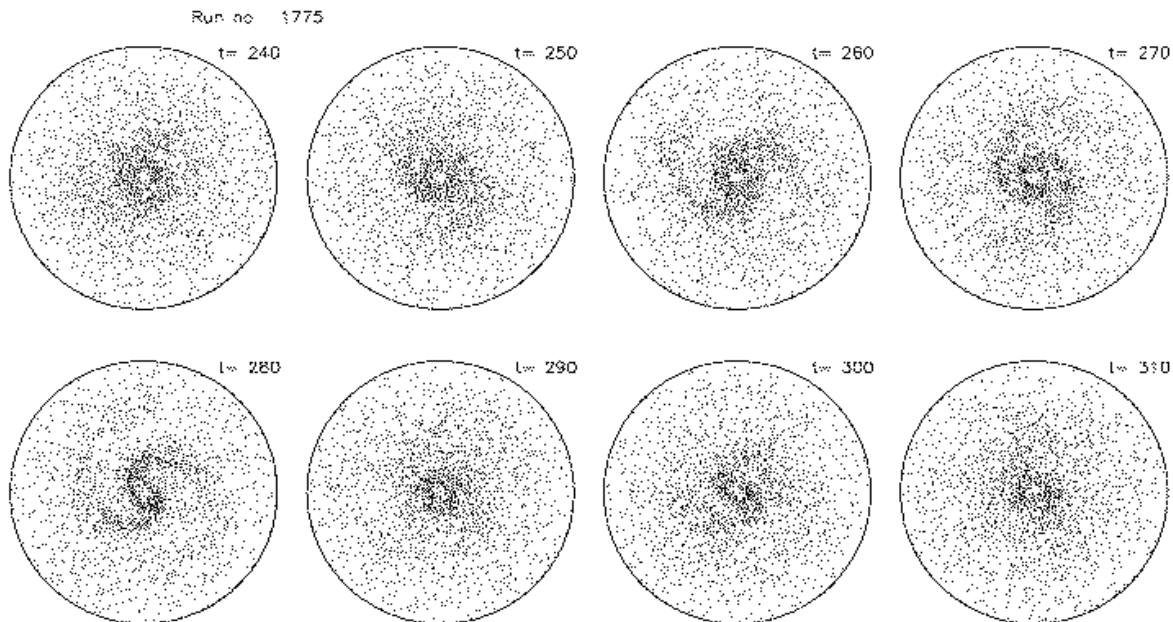 Run no 1775
t= 240
t= 250
t= 260
t= 270
t= 280
t= 290
t= 300
t= 310